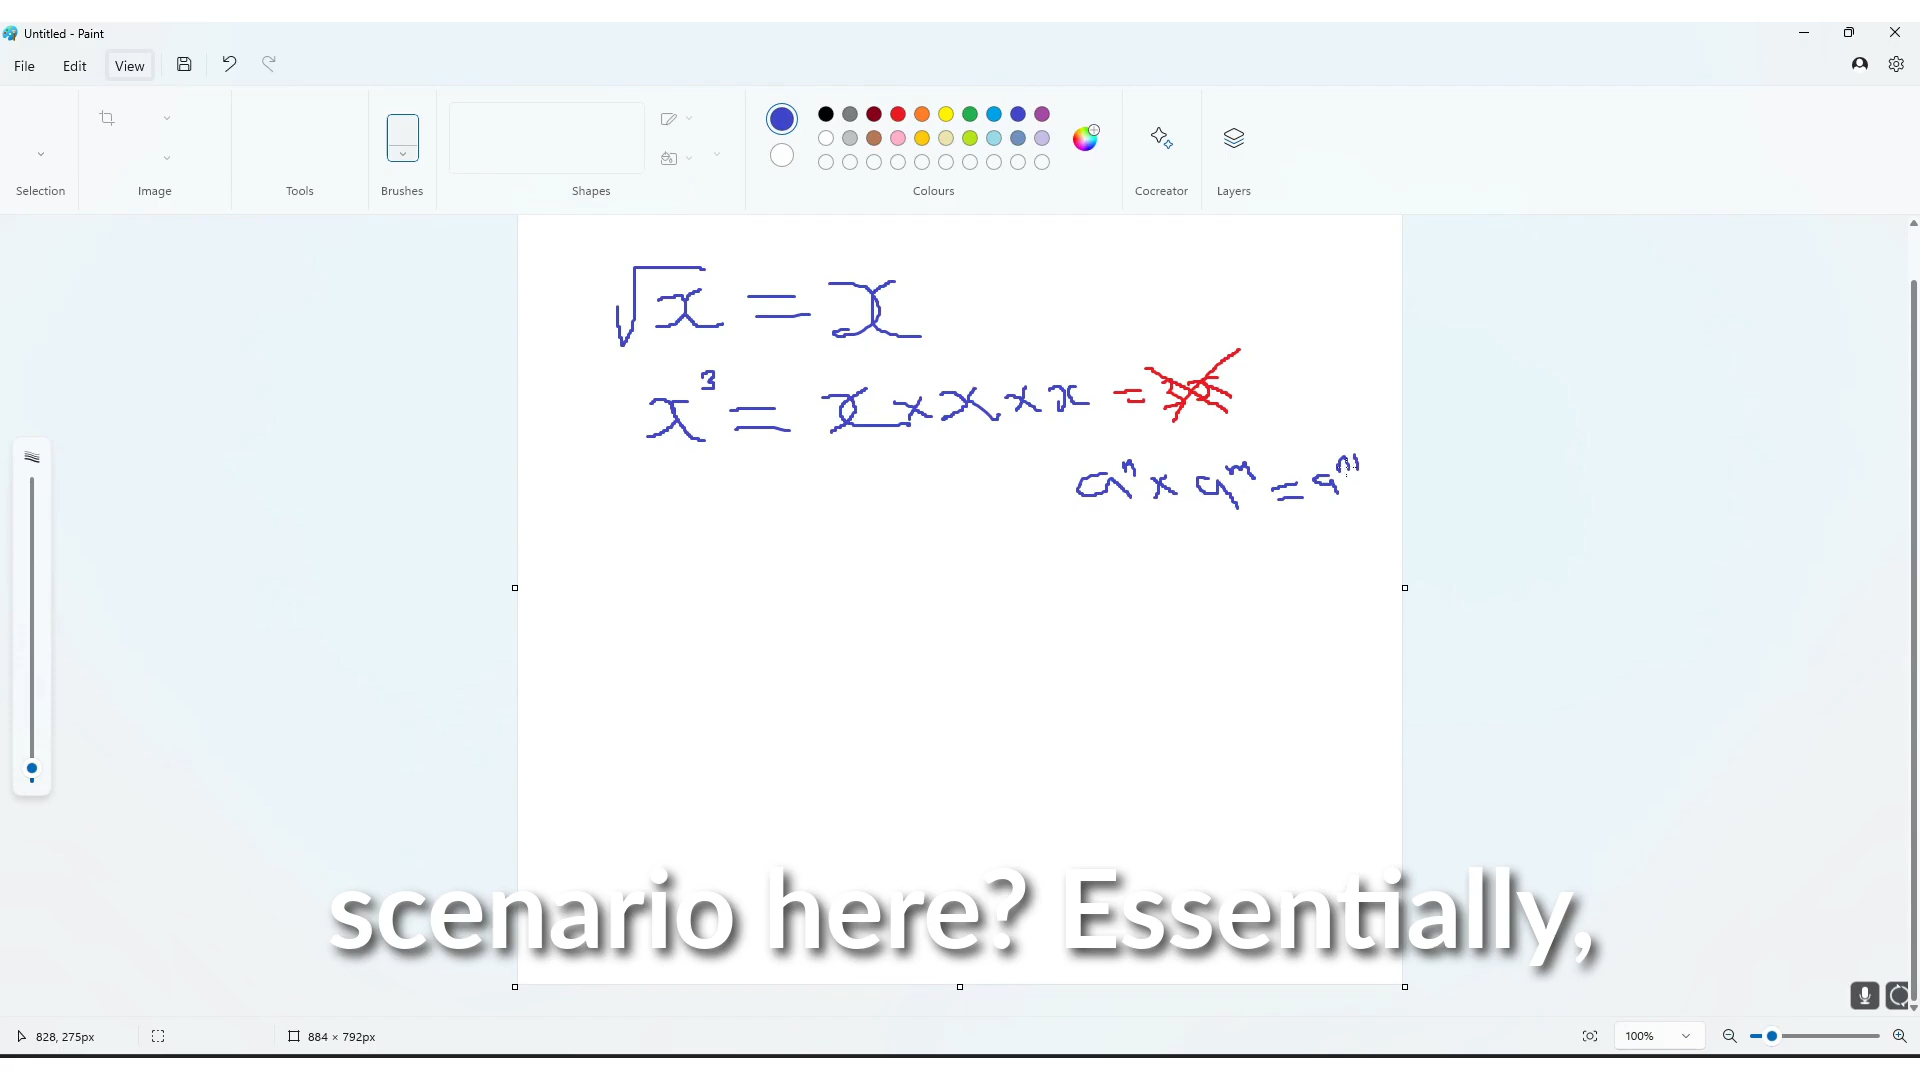 Untitled - Paint
File Edit View
Selection Image Tools Brushes Shapes Colours Cocreator Layers
√x = x
x³ = x × x × x =
aⁿ × aᵐ = aⁿ
scenario here? Essentially,
828, 275px 884 × 792px 100%